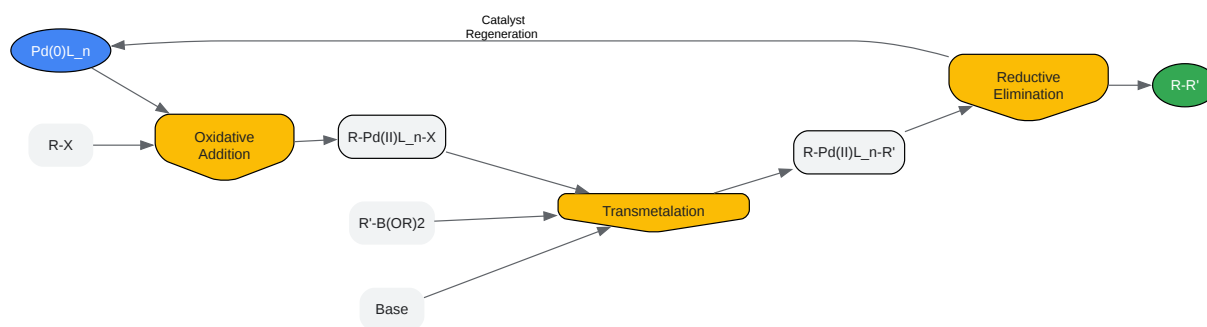 Catalyst
Regeneration
Pd(0)L_n
R-X
Oxidative
Addition
R-Pd(II)L_n-X
R'-B(OR)2
Base
Transmetalation
R-Pd(II)L_n-R'
Reductive
Elimination
R-R'